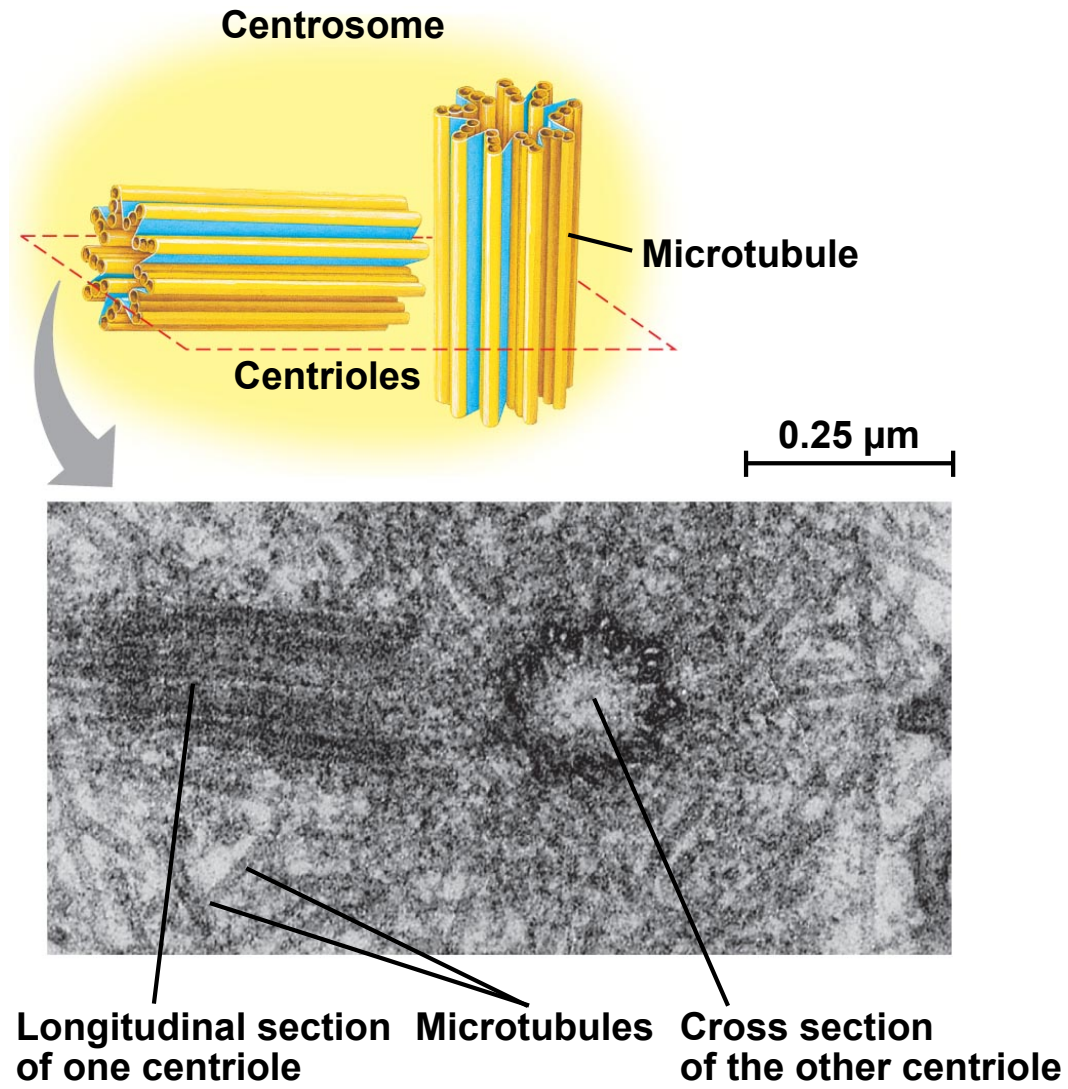 Centrosome
Microtubule
Centrioles
0.25 µm
Longitudinal section
of one centriole
Microtubules
Cross section
of the other centriole